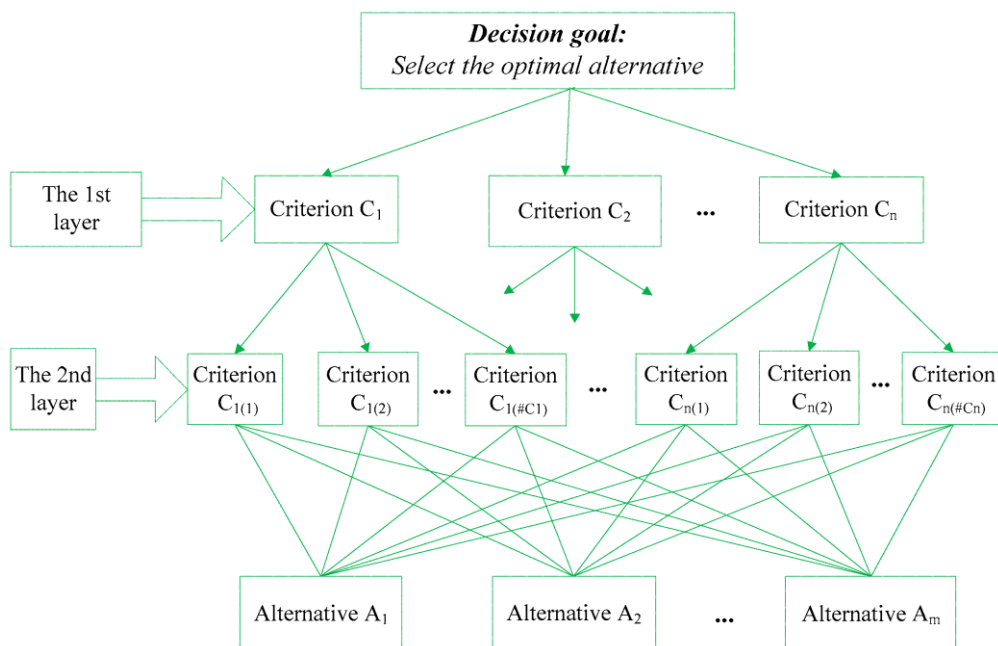 Decision goal:
Select the optimal alternative
The 1st
layer
Criterion C₁
Criterion C₂
...
Criterion Cₙ
The 2nd
layer
Criterion
C₁₍₁₎
Criterion
C₁₍₂₎
...
Criterion
C₁₍#C₁₎
...
Criterion
Cₙ₍₁₎
Criterion
Cₙ₍₂₎
...
Criterion
Cₙ₍#Cₙ₎
Alternative A₁
Alternative A₂
...
Alternative Aₘ